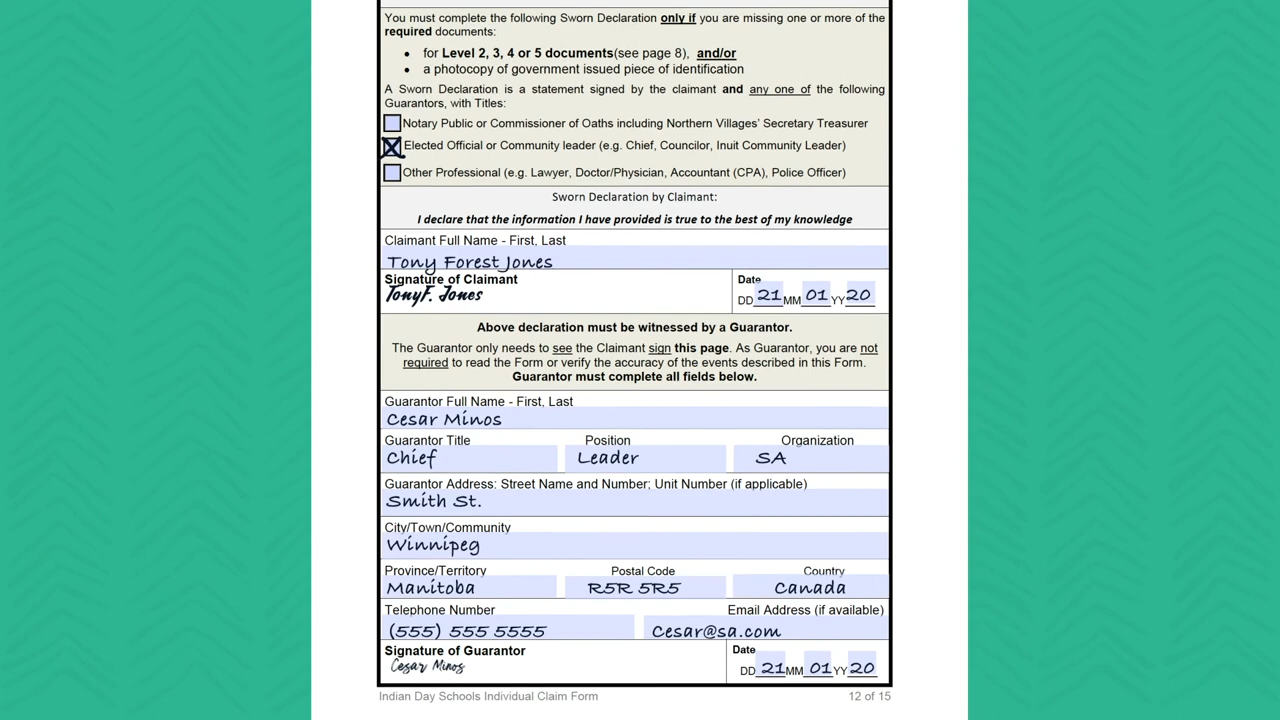 You must complete the following Sworn Declaration only if you are missing one or more of the
required documents:
• for Level 2, 3, 4 or 5 documents(see page 8), and/or
• a photocopy of government issued piece of identification
A Sworn Declaration is a statement signed by the claimant and any one of the following
Guarantors, with Titles:
Notary Public or Commissioner of Oaths including Northern Villages' Secretary Treasurer
X Elected Official or Community leader (e.g. Chief, Councilor, Inuit Community Leader)
Other Professional (e.g. Lawyer, Doctor/Physician, Accountant (CPA), Police Officer)
Sworn Declaration by Claimant:
I declare that the information I have provided is true to the best of my knowledge
Claimant Full Name - First, Last
Tony Forest Jones
Signature of Claimant Date
TonyF. Jones DD 21 MM 01 YY 20
Above declaration must be witnessed by a Guarantor.
The Guarantor only needs to see the Claimant sign this page. As Guarantor, you are not
required to read the Form or verify the accuracy of the events described in this Form.
Guarantor must complete all fields below.
Guarantor Full Name - First, Last
Cesar Minos
Guarantor Title Position Organization
Chief Leader SA
Guarantor Address: Street Name and Number; Unit Number (if applicable)
Smith St.
City/Town/Community
Winnipeg
Province/Territory Postal Code Country
Manitoba R5R 5R5 Canada
Telephone Number Email Address (if available)
(555) 555 5555 Cesar@sa.com
Signature of Guarantor Date
Cesar Minos DD 21 MM 01 YY 20
Indian Day Schools Individual Claim Form 12 of 15